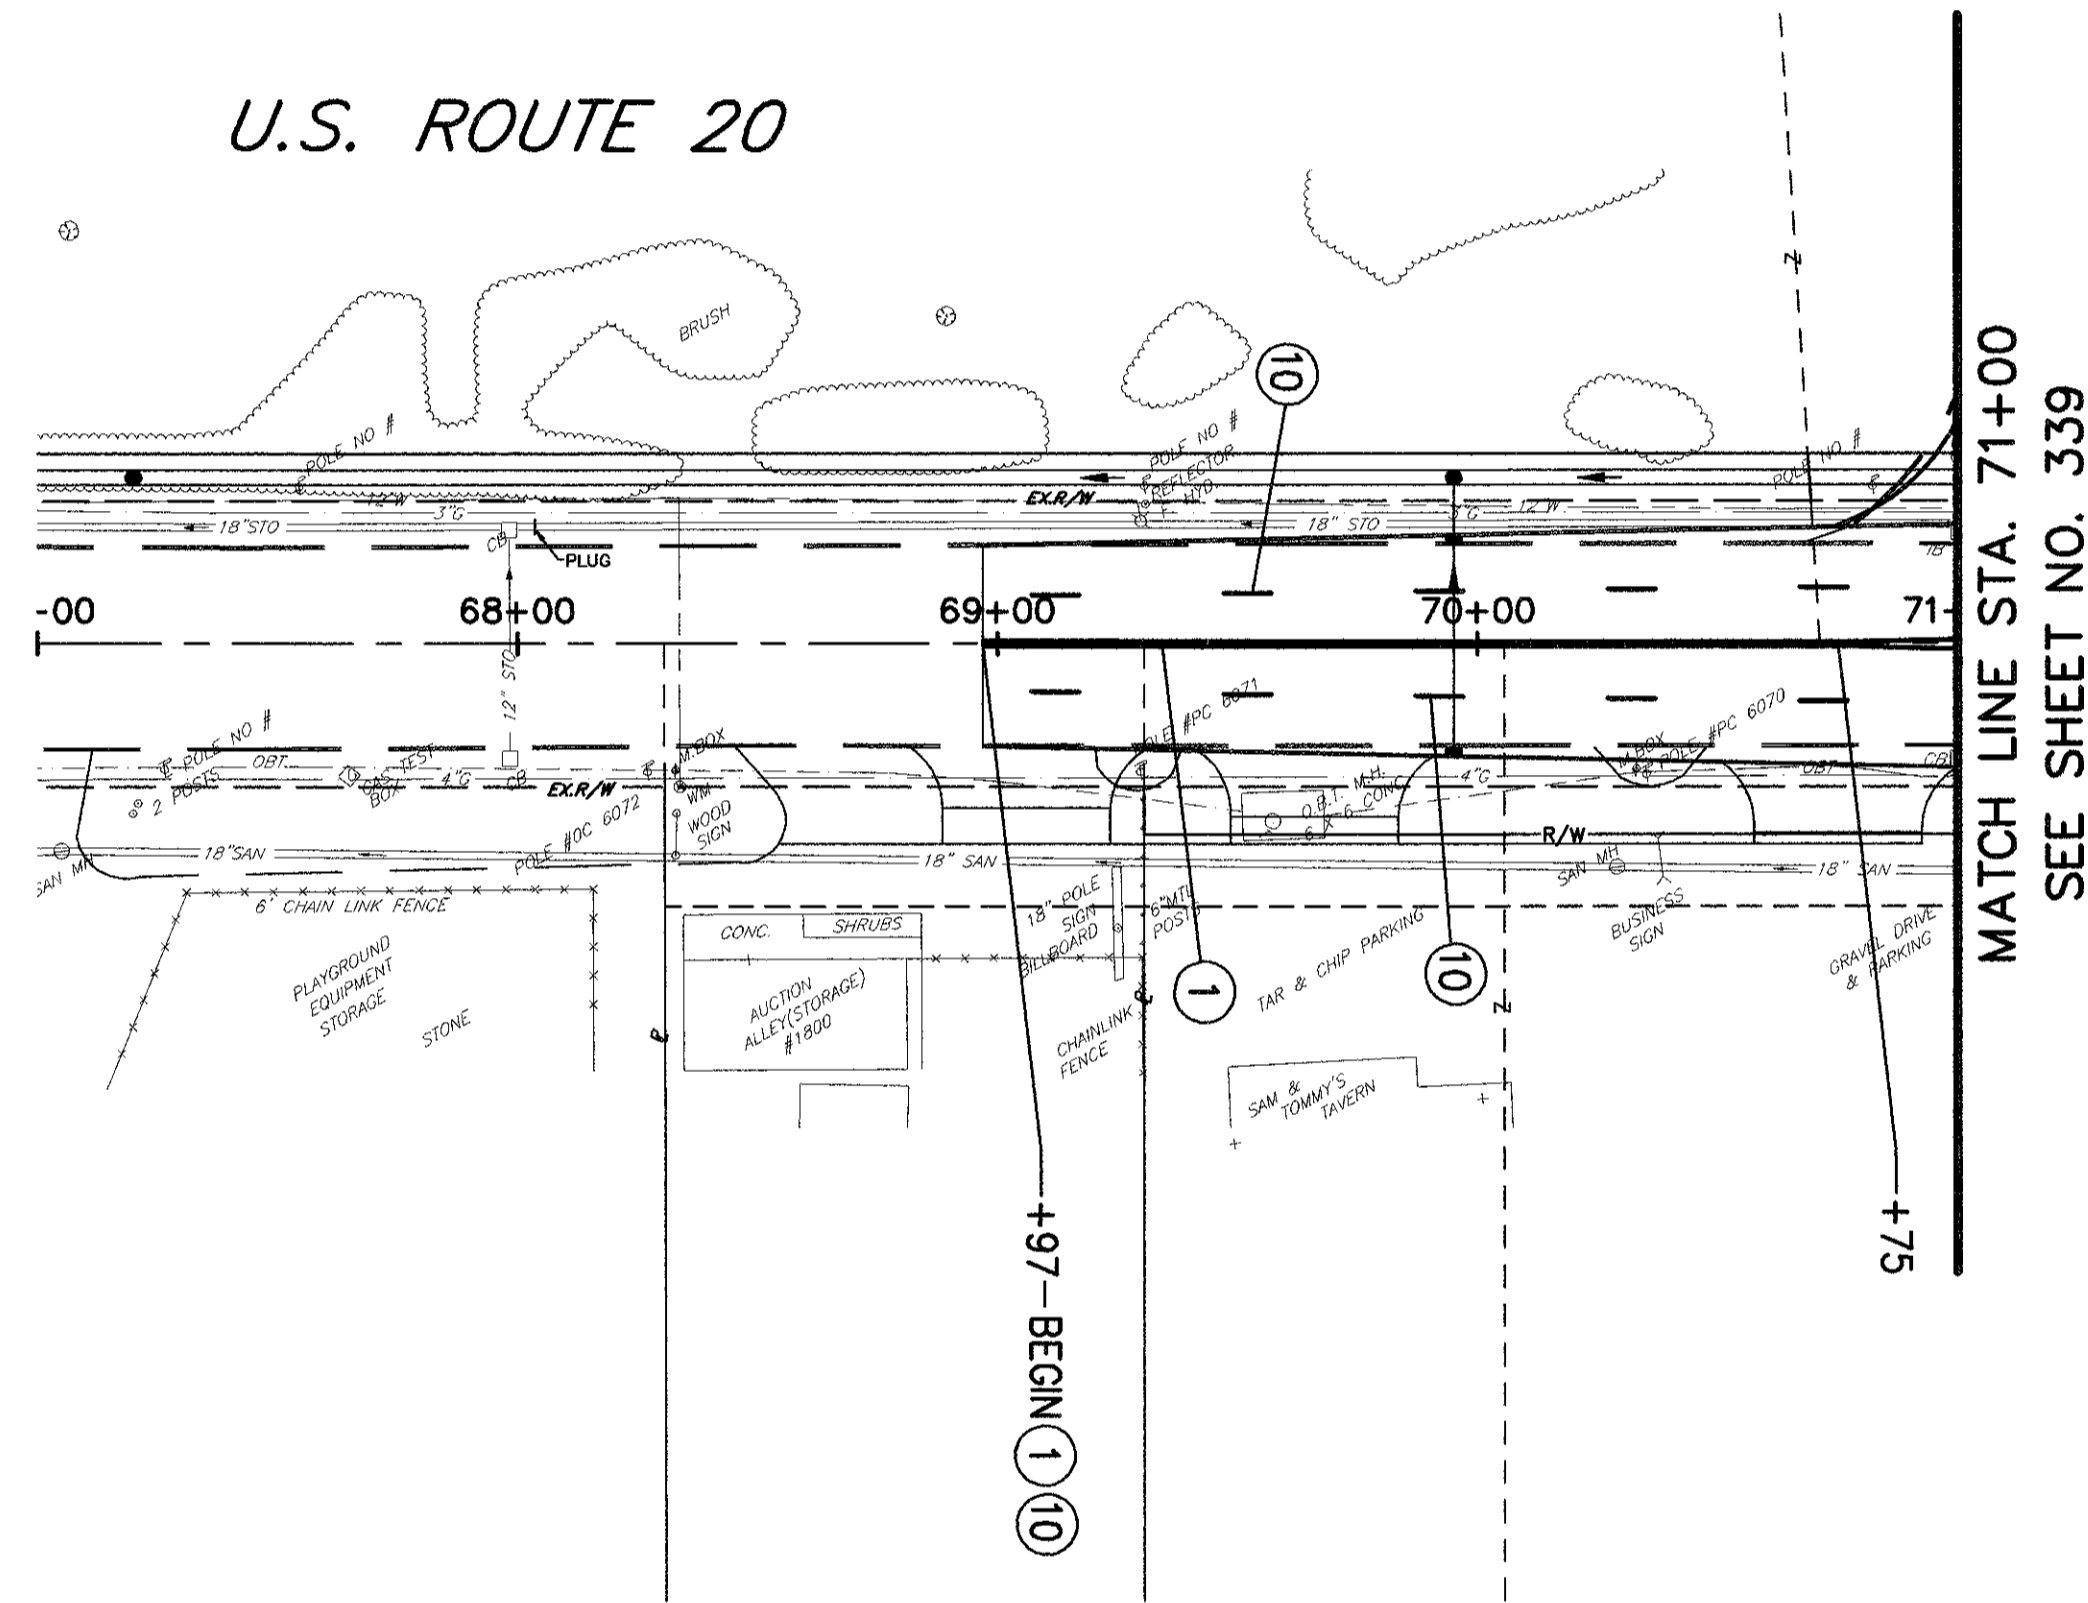 U.S. ROUTE 20
BRUSH
10
POLE NO #
POLE NO #
REFLECTOR
F. HYD.
POLE NO #
12"W
EX.R/W
3"G
3"G
12"W
18"STO
18" STO
CB
PLUG
-00
68+00
69+00
70+00
71-
12" STO
POLE NO #
2 POSTS
OBT
GAS TEST
BOX
4"G
CB
EX.R/W
M.BOX
WM
WOOD
SIGN
POLE #OC 6072
POLE #PC 6071
O.B.T. M.H.
6 X 6 CONC
4"G
M.BOX
POLE #PC 6070
OBT
CB
R/W
SAN MH
18"SAN
18" SAN
SAN MH
18" SAN
6' CHAIN LINK FENCE
PLAYGROUND
EQUIPMENT
STORAGE
STONE
CONC.
SHRUBS
AUCTION
ALLEY(STORAGE)
#1800
18" POLE
SIGN
BILLBOARD
6"MTL
POSTS
1
TAR & CHIP PARKING
10
BUSINESS
SIGN
GRAVEL DRIVE
& PARKING
CHAINLINK
FENCE
SAM &
TOMMY'S
TAVERN
+97-BEGIN 1 10
+75
MATCH LINE STA. 71+00
SEE SHEET NO. 339